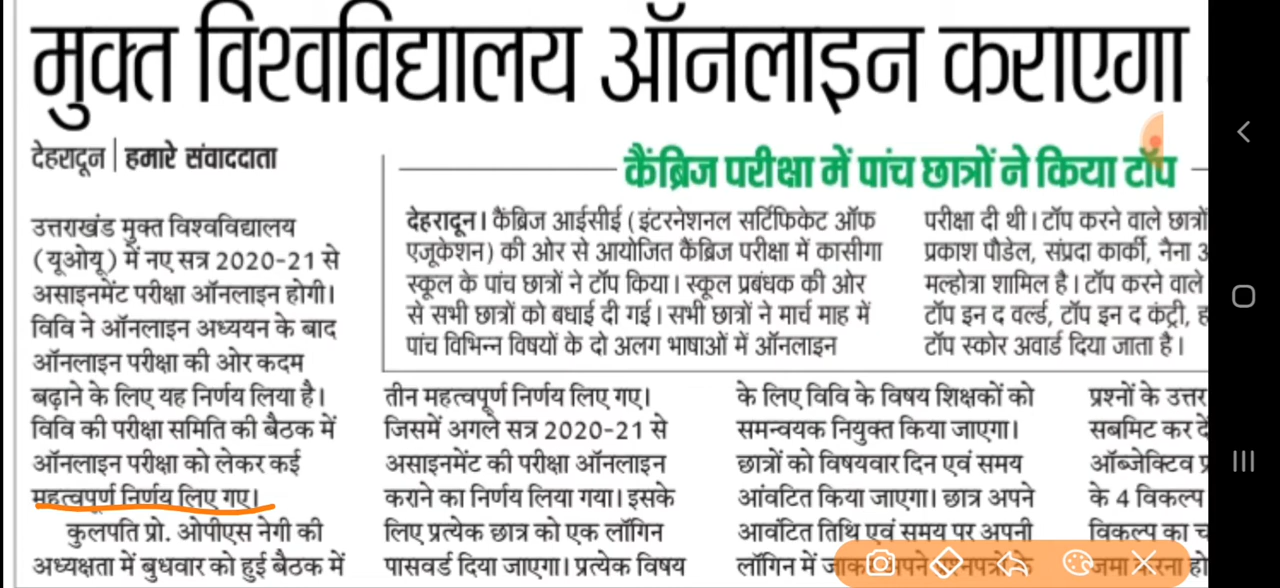 मुक्त विश्वविद्यालय ऑनलाइन कराएगा
देहरादून | हमारे संवाददाता
उत्तराखंड मुक्त विश्वविद्यालय
(यूओयू) में नए सत्र 2020-21 से
असाइनमेंट परीक्षा ऑनलाइन होगी।
विवि ने ऑनलाइन अध्ययन के बाद
ऑनलाइन परीक्षा की ओर कदम
बढ़ाने के लिए यह निर्णय लिया है।
विवि की परीक्षा समिति की बैठक में
ऑनलाइन परीक्षा को लेकर कई
महत्वपूर्ण निर्णय लिए गए।
कुलपति प्रो. ओपीएस नेगी की
अध्यक्षता में बुधवार को हुई बैठक में
कैंब्रिज परीक्षा में पांच छात्रों ने किया टॉप
देहरादून। कैंब्रिज आईसीई (इंटरनेशनल सर्टिफिकेट ऑफ
एजूकेशन) की ओर से आयोजित कैंब्रिज परीक्षा में कासीगा
स्कूल के पांच छात्रों ने टॉप किया। स्कूल प्रबंधक की ओर
से सभी छात्रों को बधाई दी गई। सभी छात्रों ने मार्च माह में
पांच विभिन्न विषयों के दो अलग भाषाओं में ऑनलाइन
परीक्षा दी थी। टॉप करने वाले छात्रों
प्रकाश पौडेल, संप्रदा कार्की, नैना
मल्होत्रा शामिल है। टॉप करने वाले
टॉप इन द वर्ल्ड, टॉप इन द कंट्री,
टॉप स्कोर अवार्ड दिया जाता है।
तीन महत्वपूर्ण निर्णय लिए गए।
जिसमें अगले सत्र 2020-21 से
असाइनमेंट की परीक्षा ऑनलाइन
कराने का निर्णय लिया गया। इसके
लिए प्रत्येक छात्र को एक लॉगिन
पासवर्ड दिया जाएगा। प्रत्येक विषय
के लिए विवि के विषय शिक्षकों को
समन्वयक नियुक्त किया जाएगा।
छात्रों को विषयवार दिन एवं समय
आंवटित किया जाएगा। छात्र अपने
आवंटित तिथि एवं समय पर अपनी
लॉगिन में
प्रश्नों के उत्तर
सबमिट कर दें
ऑब्जेक्टिव
के 4 विकल्प
विकल्प का